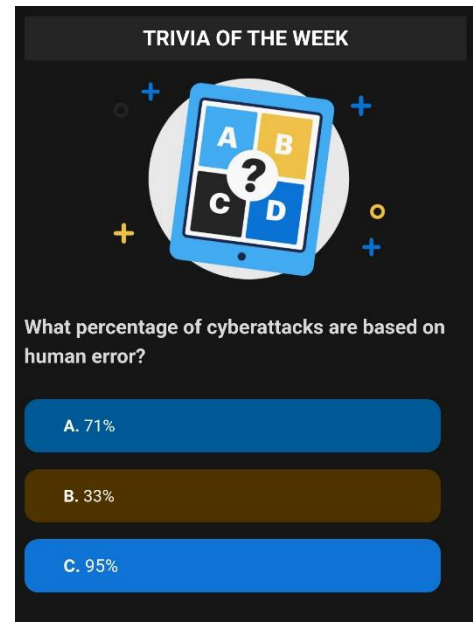 TRIVIA OF THE WEEK
A B
?
C D
What percentage of cyberattacks are based on
human error?
A. 71%
B. 33%
C. 95%